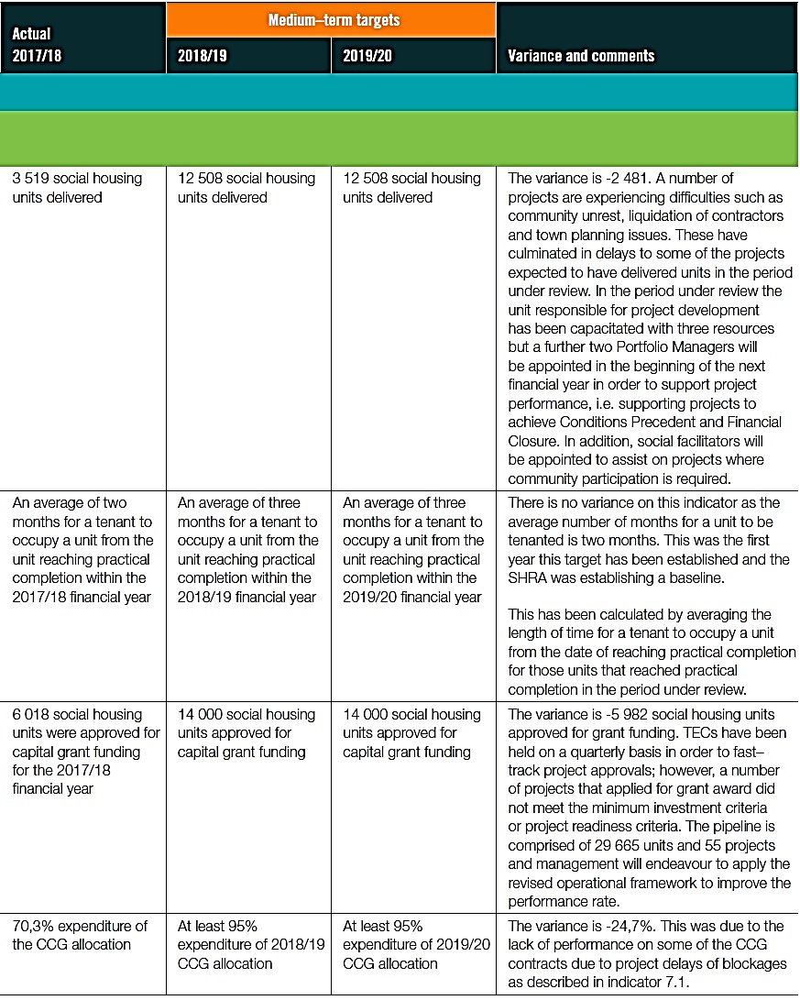 Actual
2017/18
Medium–term targets
2018/19
2019/20
Variance and comments
3 519 social housing
units delivered
12 508 social housing
units delivered
12 508 social housing
units delivered
The variance is -2 481. A number of
projects are experiencing difficulties such as
community unrest, liquidation of contractors
and town planning issues. These have
culminated in delays to some of the projects
expected to have delivered units in the period
under review. In the period under review the
unit responsible for project development
has been capacitated with three resources
but a further two Portfolio Managers will
be appointed in the beginning of the next
financial year in order to support project
performance, i.e. supporting projects to
achieve Conditions Precedent and Financial
Closure. In addition, social facilitators will
be appointed to assist on projects where
community participation is required.
An average of two
months for a tenant to
occupy a unit from the
unit reaching practical
completion within the
2017/18 financial year
An average of three
months for a tenant to
occupy a unit from the
unit reaching practical
completion within the
2018/19 financial year
An average of three
months for a tenant to
occupy a unit from the
unit reaching practical
completion within the
2019/20 financial year
There is no variance on this indicator as the
average number of months for a unit to be
tenanted is two months. This was the first
year this target has been established and the
SHRA was establishing a baseline.
This has been calculated by averaging the
length of time for a tenant to occupy a unit
from the date of reaching practical completion
for those units that reached practical
completion in the period under review.
6 018 social housing
units were approved for
capital grant funding
for the 2017/18
financial year
14 000 social housing
units approved for
capital grant funding
14 000 social housing
units approved for
capital grant funding
The variance is -5 982 social housing units
approved for grant funding. TECs have been
held on a quarterly basis in order to fast–
track project approvals; however, a number
of projects that applied for grant award did
not meet the minimum investment criteria
or project readiness criteria. The pipeline is
comprised of 29 665 units and 55 projects
and management will endeavour to apply the
revised operational framework to improve the
performance rate.
70,3% expenditure of
the CCG allocation
At least 95%
expenditure of 2018/19
CCG allocation
At least 95%
expenditure of 2019/20
CCG allocation
The variance is -24,7%. This was due to the
lack of performance on some of the CCG
contracts due to project delays of blockages
as described in indicator 7.1.